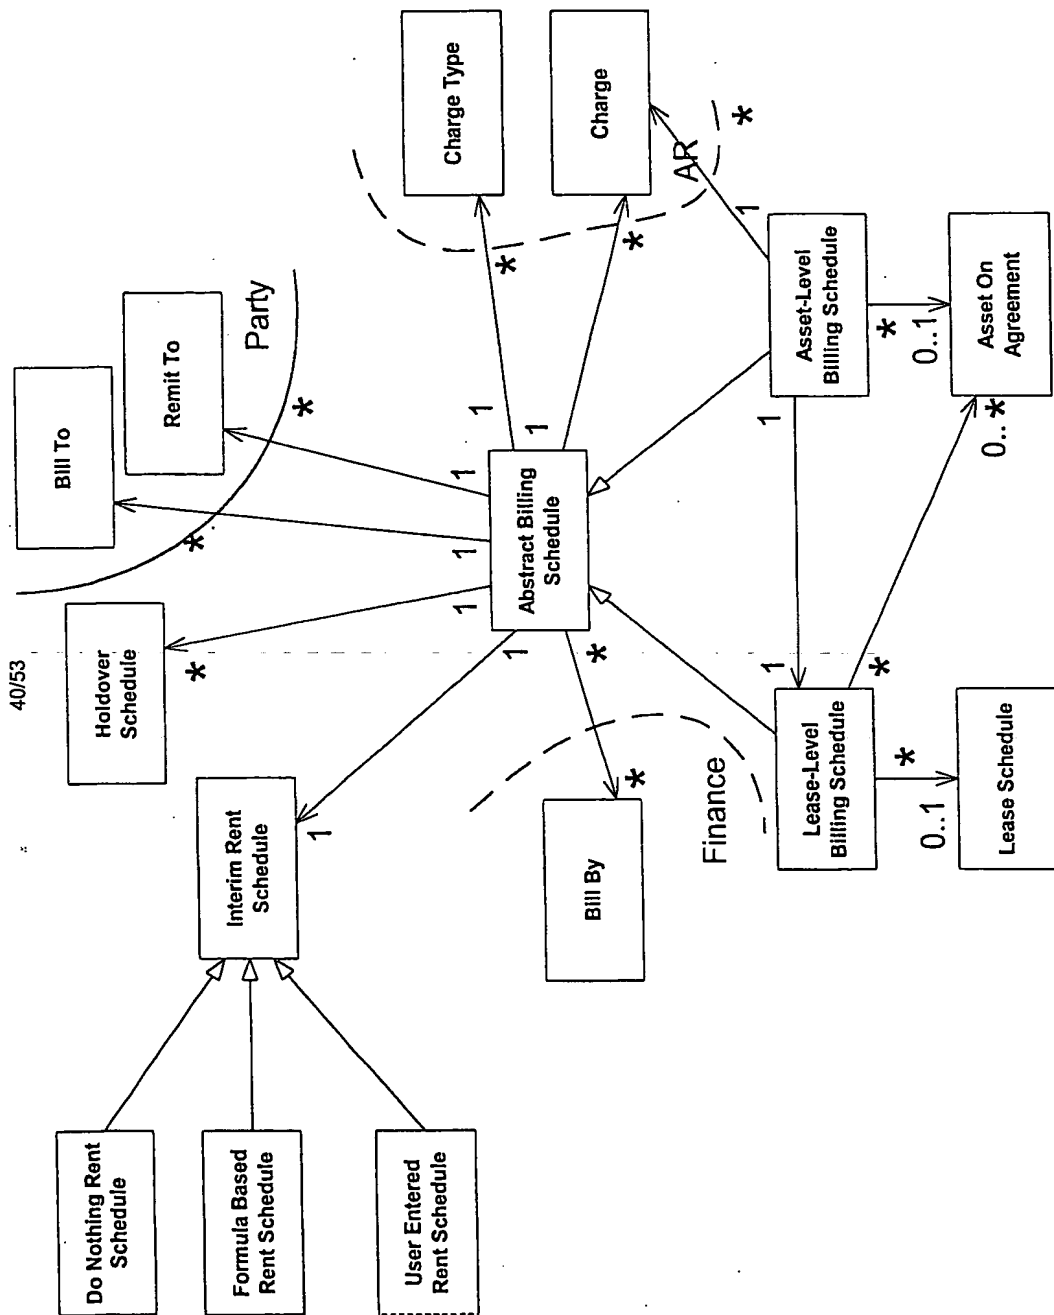 40/53
Bill To
Remit To
Party
Holdover
Schedule
Interim Rent
Schedule
Do Nothing Rent
Schedule
Formula Based
Rent Schedule
User Entered
Rent Schedule
Charge Type
Charge
AR
Abstract Billing
Schedule
Bill By
Finance
Asset-Level
Billing Schedule
Lease-Level
Billing Schedule
Asset On
Agreement
Lease Schedule
*
*
*
1
1
1
1
1
1
1
*
*
*
*
*
1
*
1
1
*
0..1
0..*
*
*
0..1